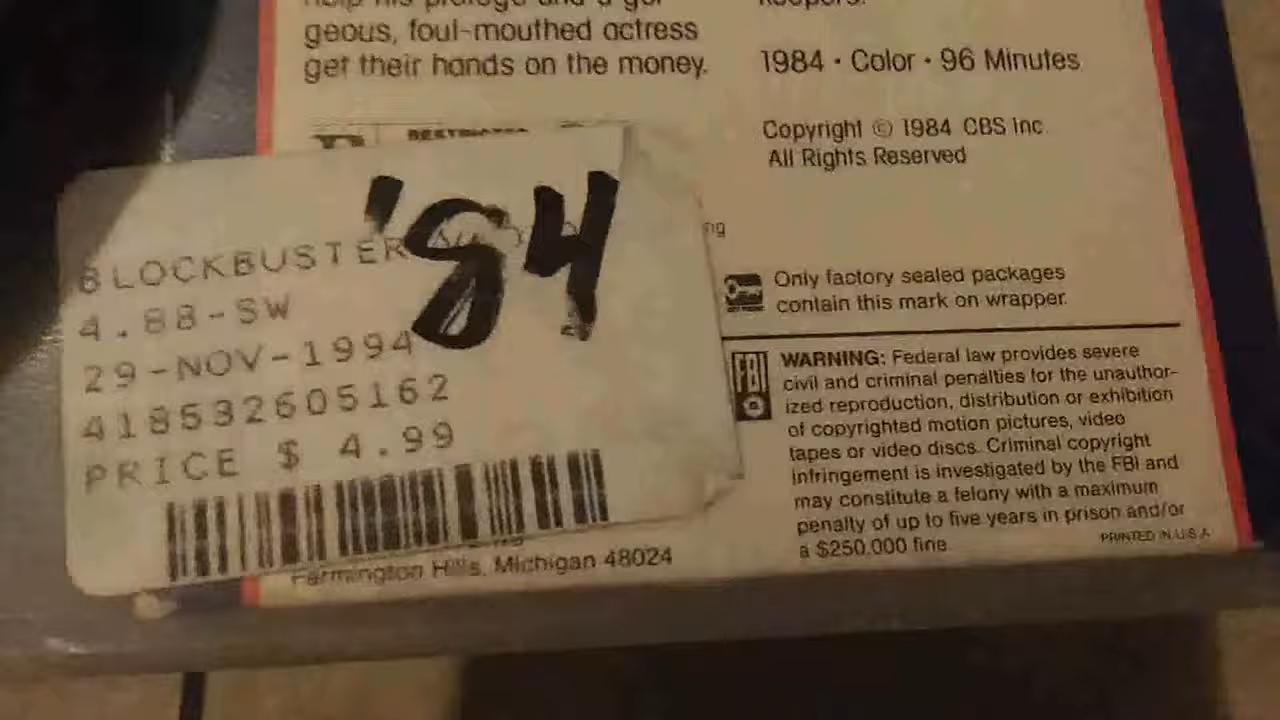 geous, foul-mouthed actress
get their hands on the money.
keepers.
1984 · Color · 96 Minutes
Copyright © 1984 CBS Inc.
All Rights Reserved
'84
BLOCKBUSTER
4.88-SW
29-NOV-1994
418532605162
PRICE $ 4.99
Farmington Hills, Michigan 48024
ng
Only factory sealed packages
contain this mark on wrapper.
FBI
WARNING: Federal law provides severe
civil and criminal penalties for the unauthor-
ized reproduction, distribution or exhibition
of copyrighted motion pictures, video
tapes or video discs. Criminal copyright
infringement is investigated by the FBI and
may constitute a felony with a maximum
penalty of up to five years in prison and/or
a $250,000 fine.
PRINTED IN U.S.A.